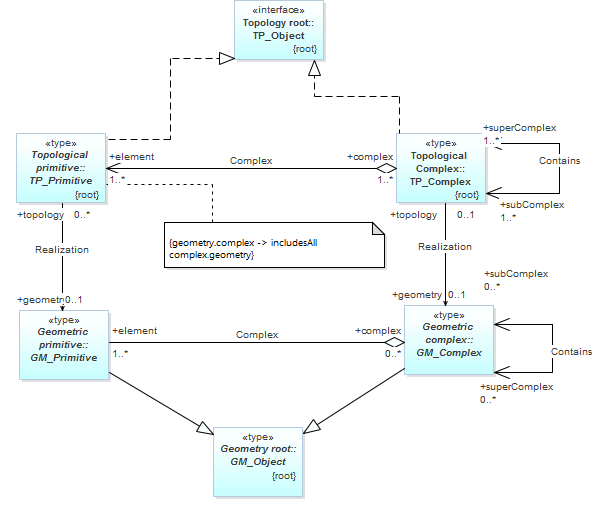 «interface»
Topology root::
TP_Object
{root}
«type»
Topological
primitive::
TP_Primitive
{root}
+element
1..*
Complex
+complex
1..*
«type»
Topological
Complex::
TP_Complex
{root}
+superComplex
1..*
Contains
+subComplex
1..*
+topology 0..*
+topology 0..1
{geometry.complex -> includesAll
complex.geometry}
Realization
Realization
+subComplex
0..*
+geometr 0..1
+geometry 0..1
«type»
Geometric
primitive::
GM_Primitive
+element
1..*
Complex
+complex
0..*
«type»
Geometric
complex::
GM_Complex
Contains
+superComplex
0..*
«type»
Geometry root::
GM_Object
{root}